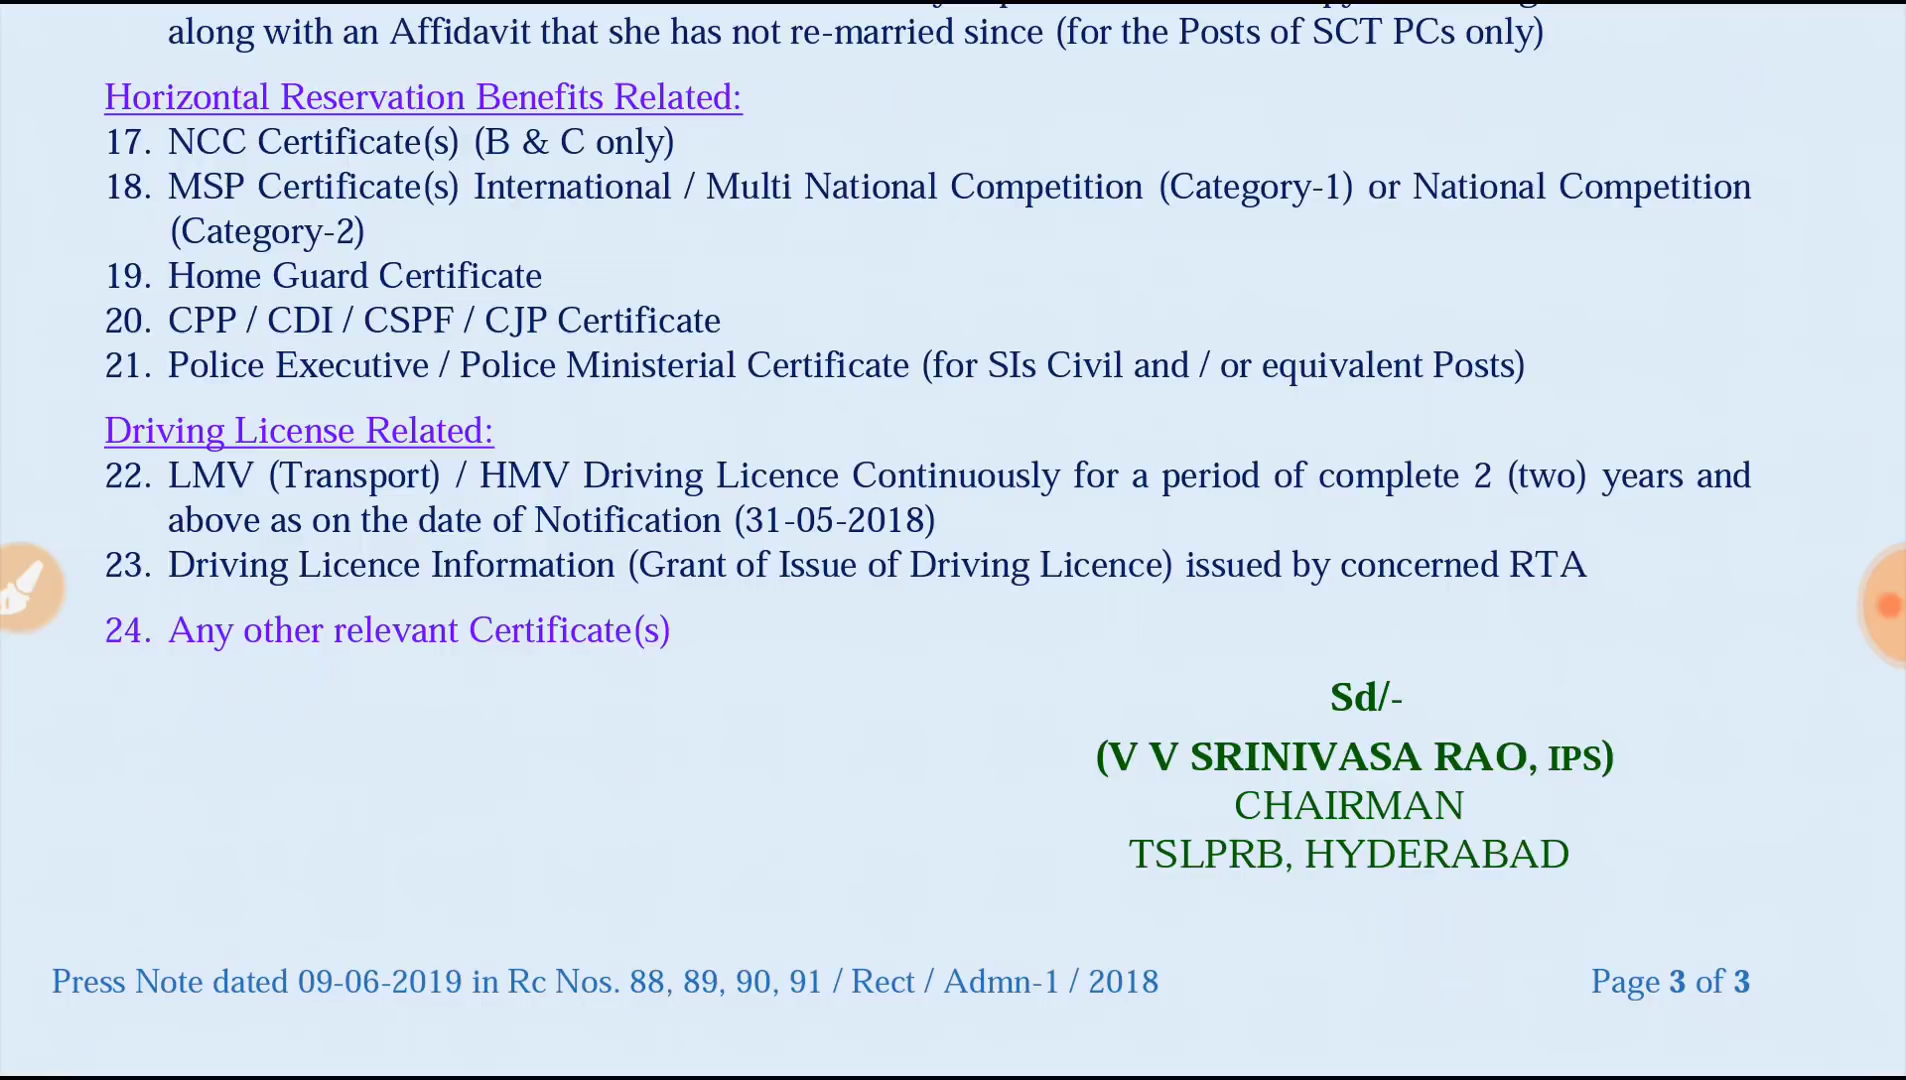 along with an Affidavit that she has not re-married since (for the Posts of SCT PCs only)
Horizontal Reservation Benefits Related:
17. NCC Certificate(s) (B & C only)
18. MSP Certificate(s) International / Multi National Competition (Category-1) or National Competition
(Category-2)
19. Home Guard Certificate
20. CPP / CDI / CSPF / CJP Certificate
21. Police Executive / Police Ministerial Certificate (for SIs Civil and / or equivalent Posts)
Driving License Related:
22. LMV (Transport) / HMV Driving Licence Continuously for a period of complete 2 (two) years and
above as on the date of Notification (31-05-2018)
23. Driving Licence Information (Grant of Issue of Driving Licence) issued by concerned RTA
24. Any other relevant Certificate(s)
Sd/-
(V V SRINIVASA RAO, IPS)
CHAIRMAN
TSLPRB, HYDERABAD
Press Note dated 09-06-2019 in Rc Nos. 88, 89, 90, 91 / Rect / Admn-1 / 2018 Page 3 of 3